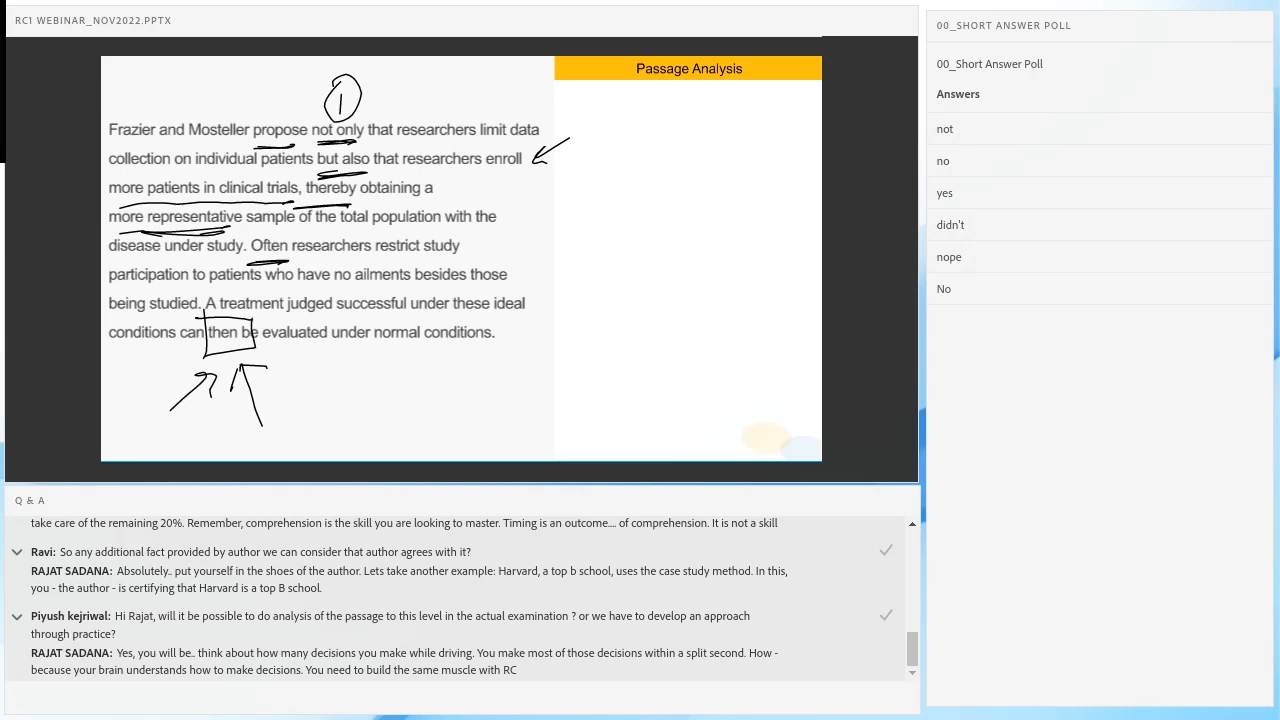 RC1 WEBINAR_NOV2022.PPTX
Passage Analysis
1
Frazier and Mosteller propose not only that researchers limit data
collection on individual patients but also that researchers enroll
more patients in clinical trials, thereby obtaining a
more representative sample of the total population with the
disease under study. Often researchers restrict study
participation to patients who have no ailments besides those
being studied. A treatment judged successful under these ideal
conditions can then be evaluated under normal conditions.
Q & A
take care of the remaining 20%. Remember, comprehension is the skill you are looking to master. Timing is an outcome.... of comprehension. It is not a skill
Ravi: So any additional fact provided by author we can consider that author agrees with it?
RAJAT SADANA: Absolutely.. put yourself in the shoes of the author. Lets take another example: Harvard, a top b school, uses the case study method. In this,
you - the author - is certifying that Harvard is a top B school.
Piyush kejriwal: Hi Rajat, will it be possible to do analysis of the passage to this level in the actual examination ? or we have to develop an approach
through practice?
RAJAT SADANA: Yes, you will be.. think about how many decisions you make while driving. You make most of those decisions within a split second. How -
because your brain understands how to make decisions. You need to build the same muscle with RC
00_SHORT ANSWER POLL
00_Short Answer Poll
Answers
not
no
yes
didn't
nope
No